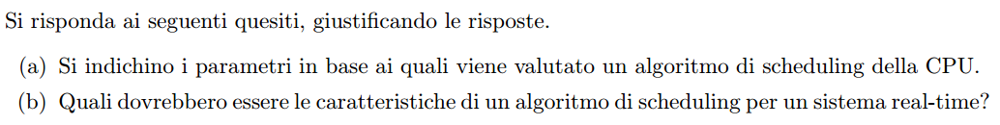 Si risponda ai seguenti quesiti, giustificando le risposte.
(a) Si indichino i parametri in base ai quali viene valutato un algoritmo di scheduling della CPU.
(b) Quali dovrebbero essere le caratteristiche di un algoritmo di scheduling per un sistema real-time?